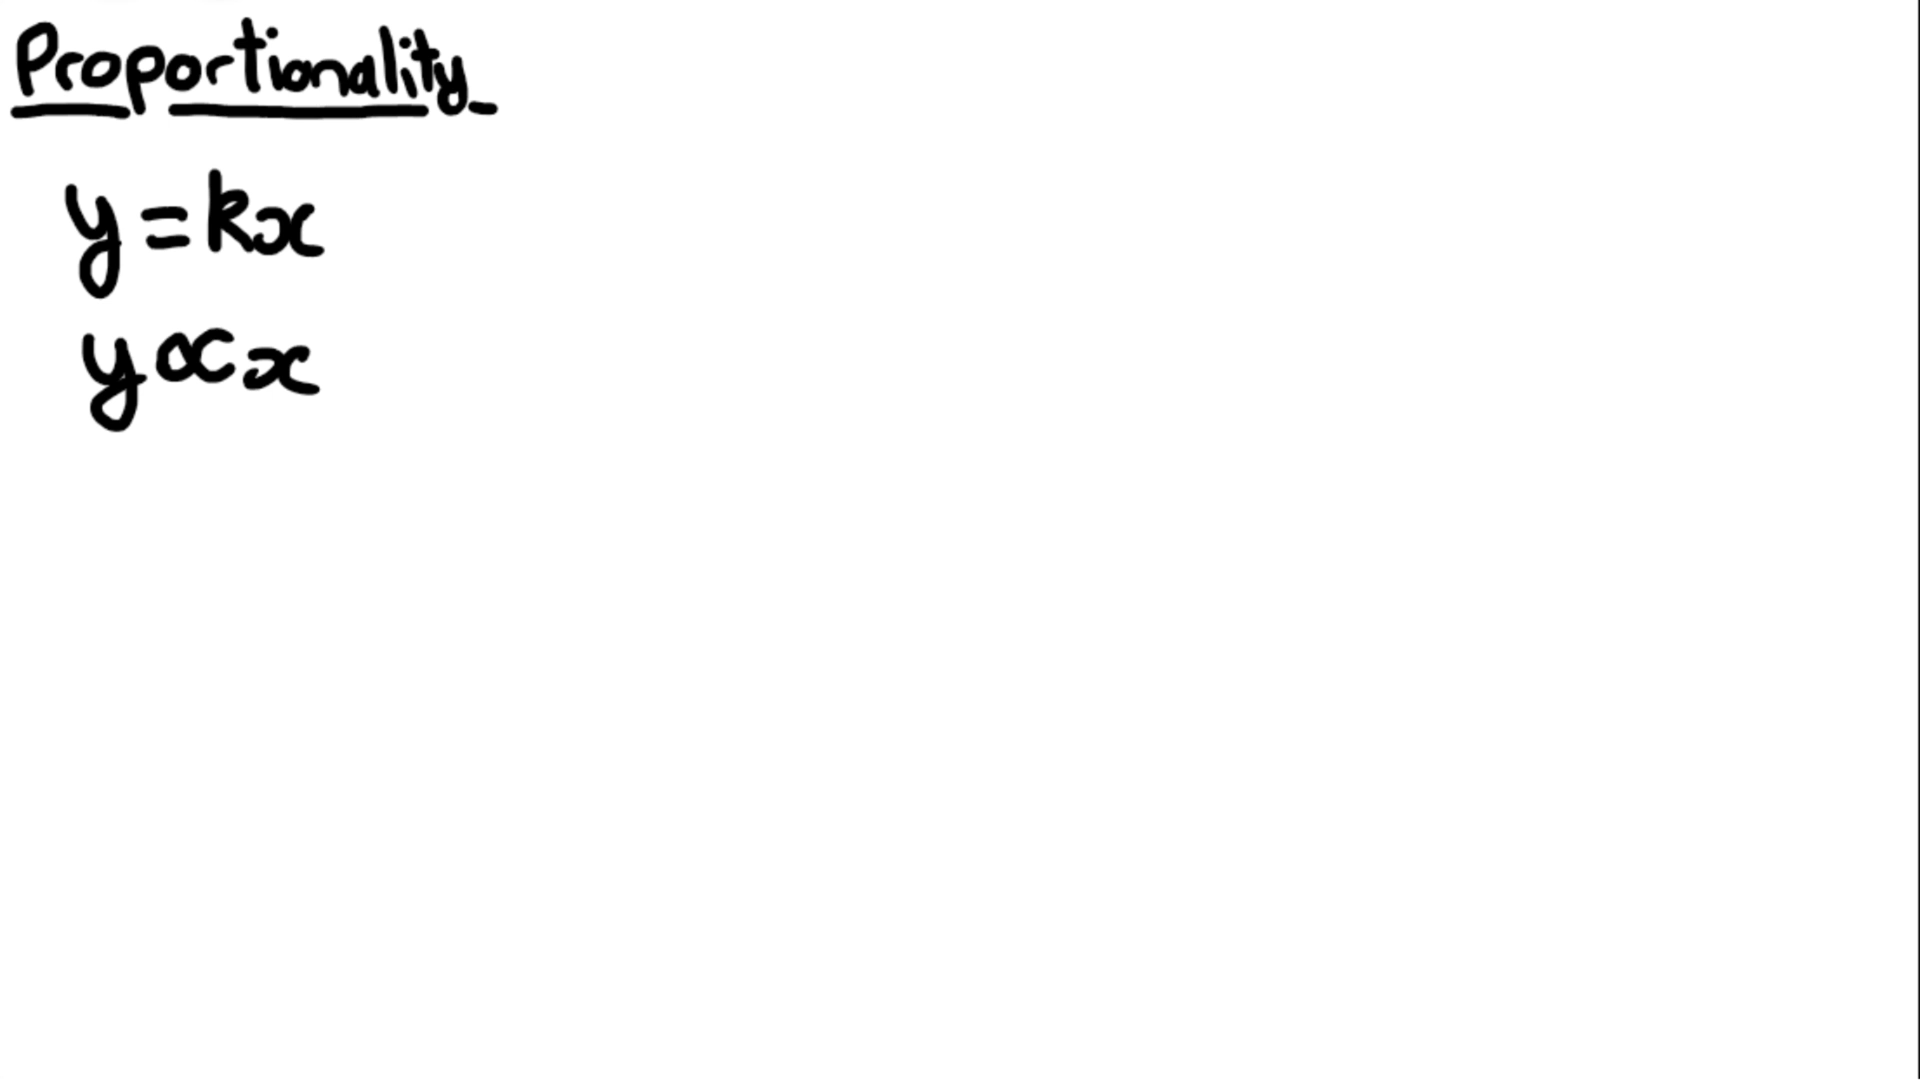 Proportionality
y = kx
y ∝ x